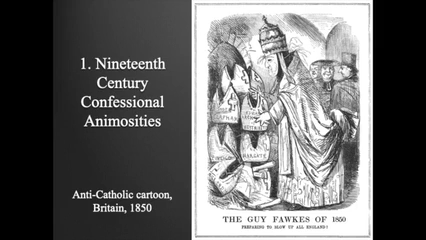 1. Nineteenth
Century
Confessional
Animosities
Anti-Catholic cartoon,
Britain, 1850
MARGATE
THE GUY FAWKES OF 1850
PREPARING TO BLOW UP ALL ENGLAND!